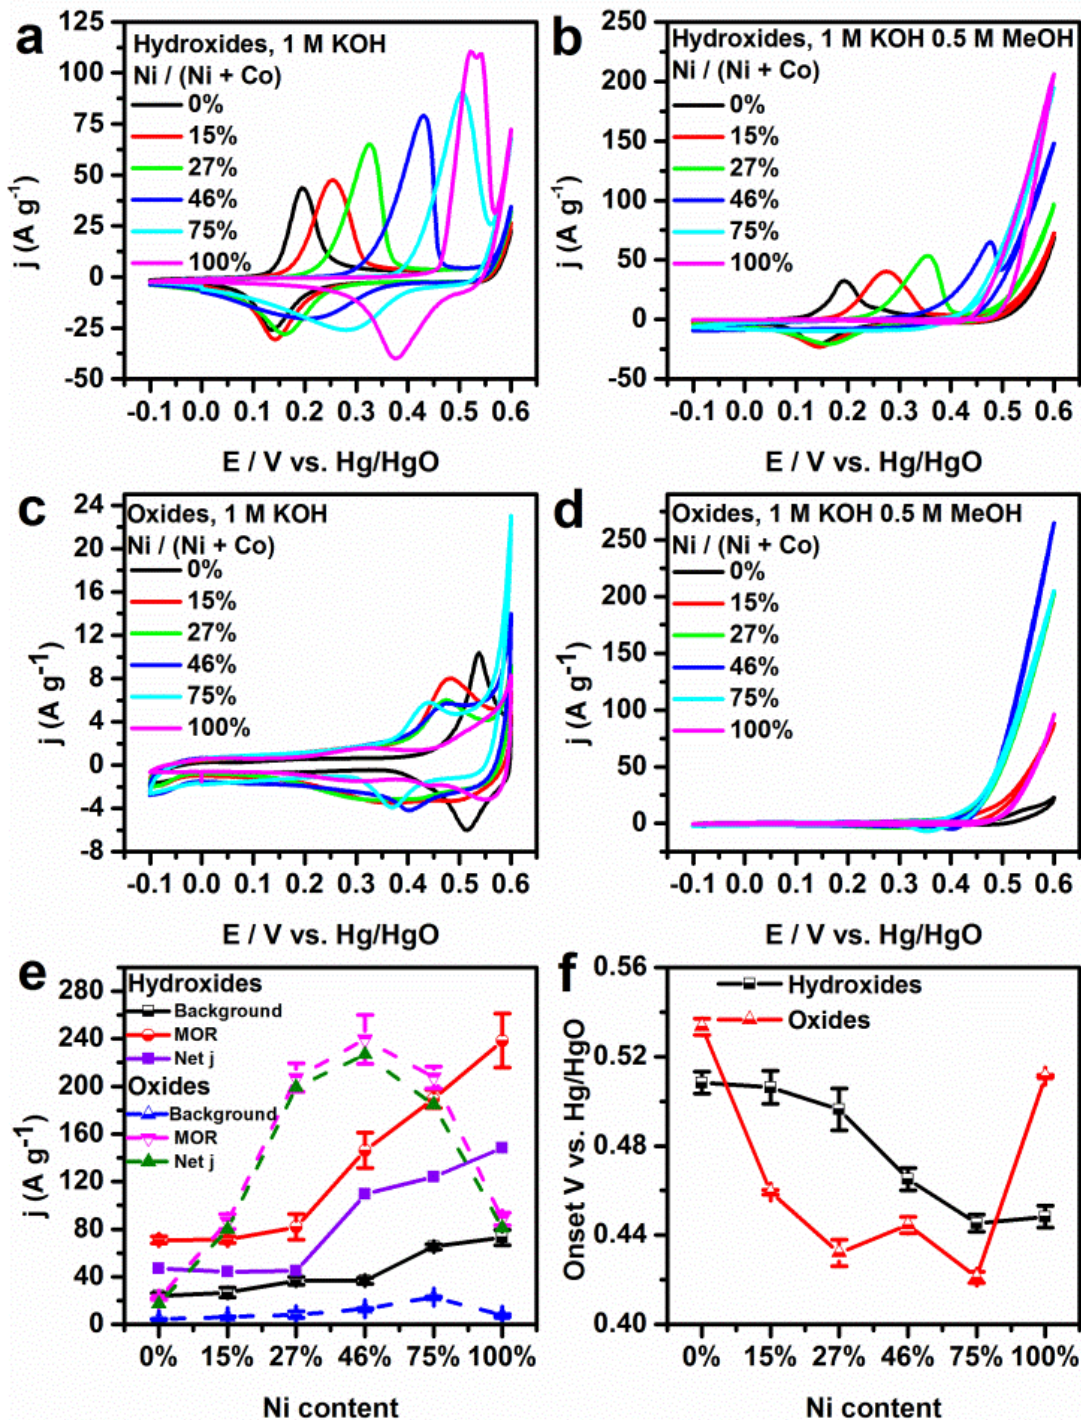 a
Hydroxides, 1 M KOH
Ni / (Ni + Co)
0%
15%
27%
46%
75%
100%
125
100
75
50
25
0
-25
-50
j (A g-1)
-0.1 0.0 0.1 0.2 0.3 0.4 0.5 0.6
E / V vs. Hg/HgO
b
Hydroxides, 1 M KOH 0.5 M MeOH
Ni / (Ni + Co)
0%
15%
27%
46%
75%
100%
250
200
150
100
50
0
-50
j (A g-1)
-0.1 0.0 0.1 0.2 0.3 0.4 0.5 0.6
E / V vs. Hg/HgO
c
Oxides, 1 M KOH
Ni / (Ni + Co)
0%
15%
27%
46%
75%
100%
24
20
16
12
8
4
0
-4
-8
j (A g-1)
-0.1 0.0 0.1 0.2 0.3 0.4 0.5 0.6
E / V vs. Hg/HgO
d
Oxides, 1 M KOH 0.5 M MeOH
Ni / (Ni + Co)
0%
15%
27%
46%
75%
100%
250
200
150
100
50
0
j (A g-1)
-0.1 0.0 0.1 0.2 0.3 0.4 0.5 0.6
E / V vs. Hg/HgO
e
Hydroxides
Background
MOR
Net j
Oxides
Background
MOR
Net j
280
240
200
160
120
80
40
0
j (A g-1)
0% 15% 27% 46% 75% 100%
Ni content
f
Hydroxides
Oxides
0.56
0.52
0.48
0.44
0.40
Onset V vs. Hg/HgO
0% 15% 27% 46% 75% 100%
Ni content